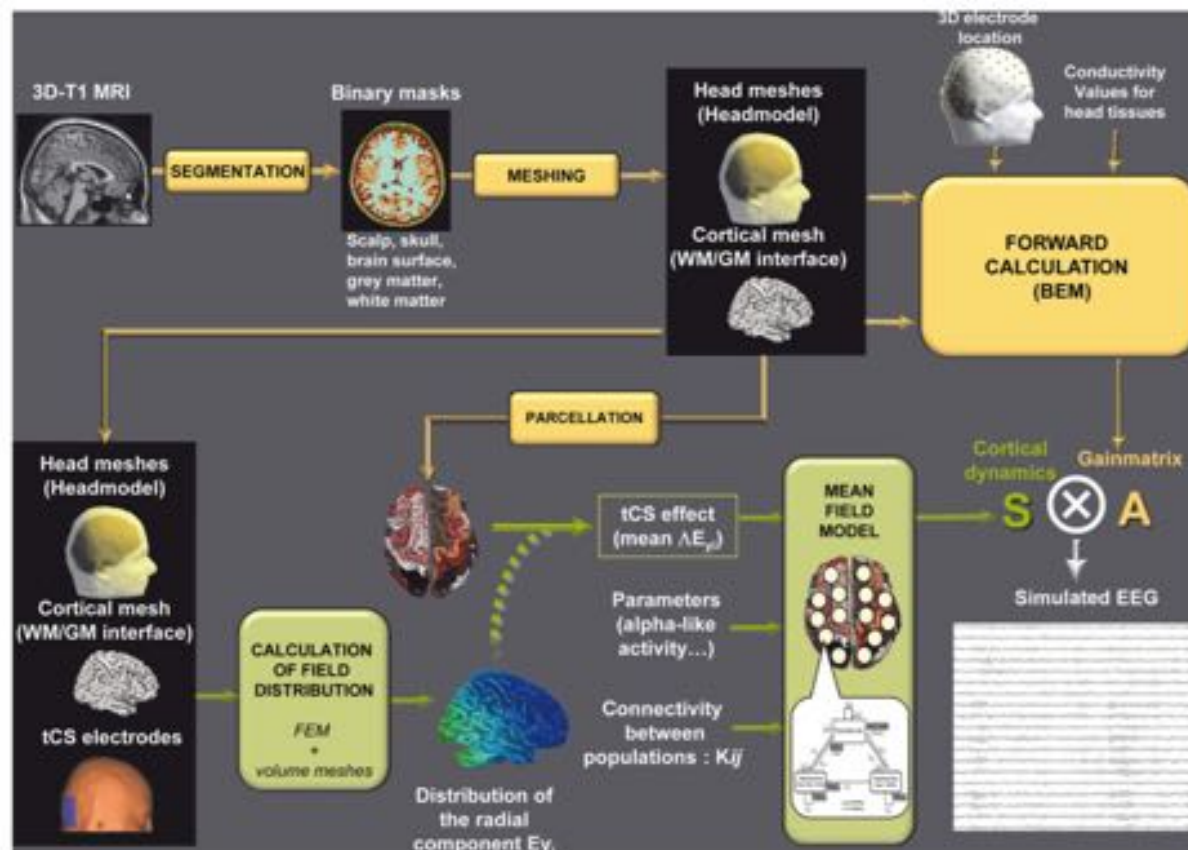 3D electrode
location
3D-T1 MRI
Binary masks
Head meshes
(Headmodel)
Conductivity
Values for
head tissues
SEGMENTATION
MESHING
Scalp, skull,
brain surface,
grey matter,
white matter
Cortical mesh
(WM/GM interface)
FORWARD
CALCULATION
(BEM)
PARCELLATION
Head meshes
(Headmodel)
Cortical mesh
(WM/GM interface)
tCS electrodes
CALCULATION
OF FIELD
DISTRIBUTION
FEM
+
volume meshes
Distribution of
the radial
component Ey.
tCS effect
(mean
Parameters
(alpha-like
activity...)
Connectivity
between
populations : Kij
MEAN
FIELD
MODEL
Cortical
dynamics
Gainmatrix
S
A
Simulated EEG